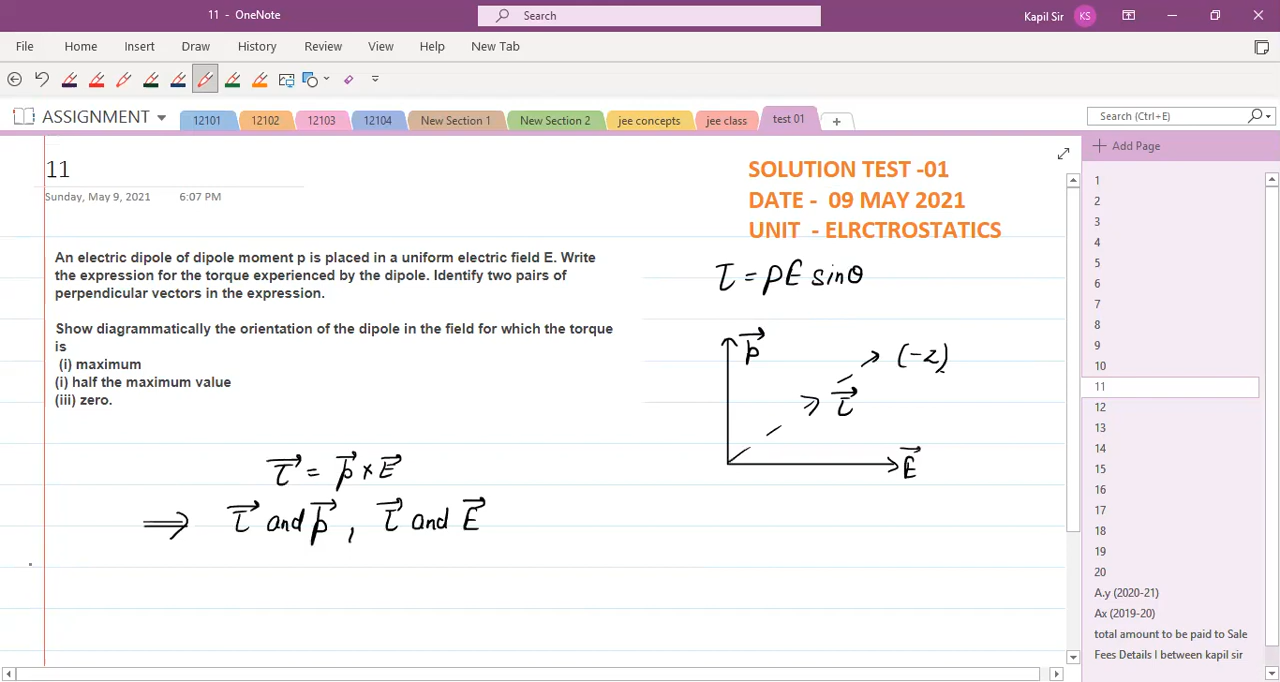 11 - OneNote
Search
Kapil Sir
KS
File Home Insert Draw History Review View Help New Tab
ASSIGNMENT
12101 12102 12103 12104 New Section 1 New Section 2 jee concepts jee class test 01 +
Search (Ctrl+E)
11
Sunday, May 9, 2021 6:07 PM
SOLUTION TEST -01
DATE - 09 MAY 2021
UNIT - ELRCTROSTATICS
An electric dipole of dipole moment p is placed in a uniform electric field E. Write
the expression for the torque experienced by the dipole. Identify two pairs of
perpendicular vectors in the expression.
Show diagrammatically the orientation of the dipole in the field for which the torque
is
(i) maximum
(i) half the maximum value
(iii) zero.
τ⃗ = p⃗ × E⃗
⟹ τ⃗ and p⃗ , τ⃗ and E⃗
τ = pE sinθ
p⃗
(-z)
τ⃗
E⃗
Add Page
1
2
3
4
5
6
7
8
9
10
11
12
13
14
15
16
17
18
19
20
A.y (2020-21)
Ax (2019-20)
total amount to be paid to Sale
Fees Details l between kapil sir